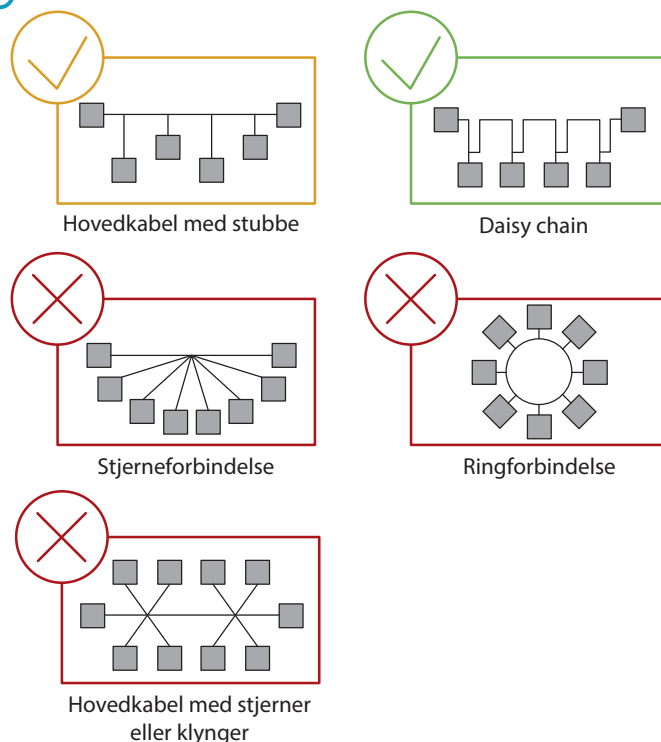 Hovedkabel med stubbe
Daisy chain
Stjerneforbindelse
Ringforbindelse
Hovedkabel med stjerner
eller klynger